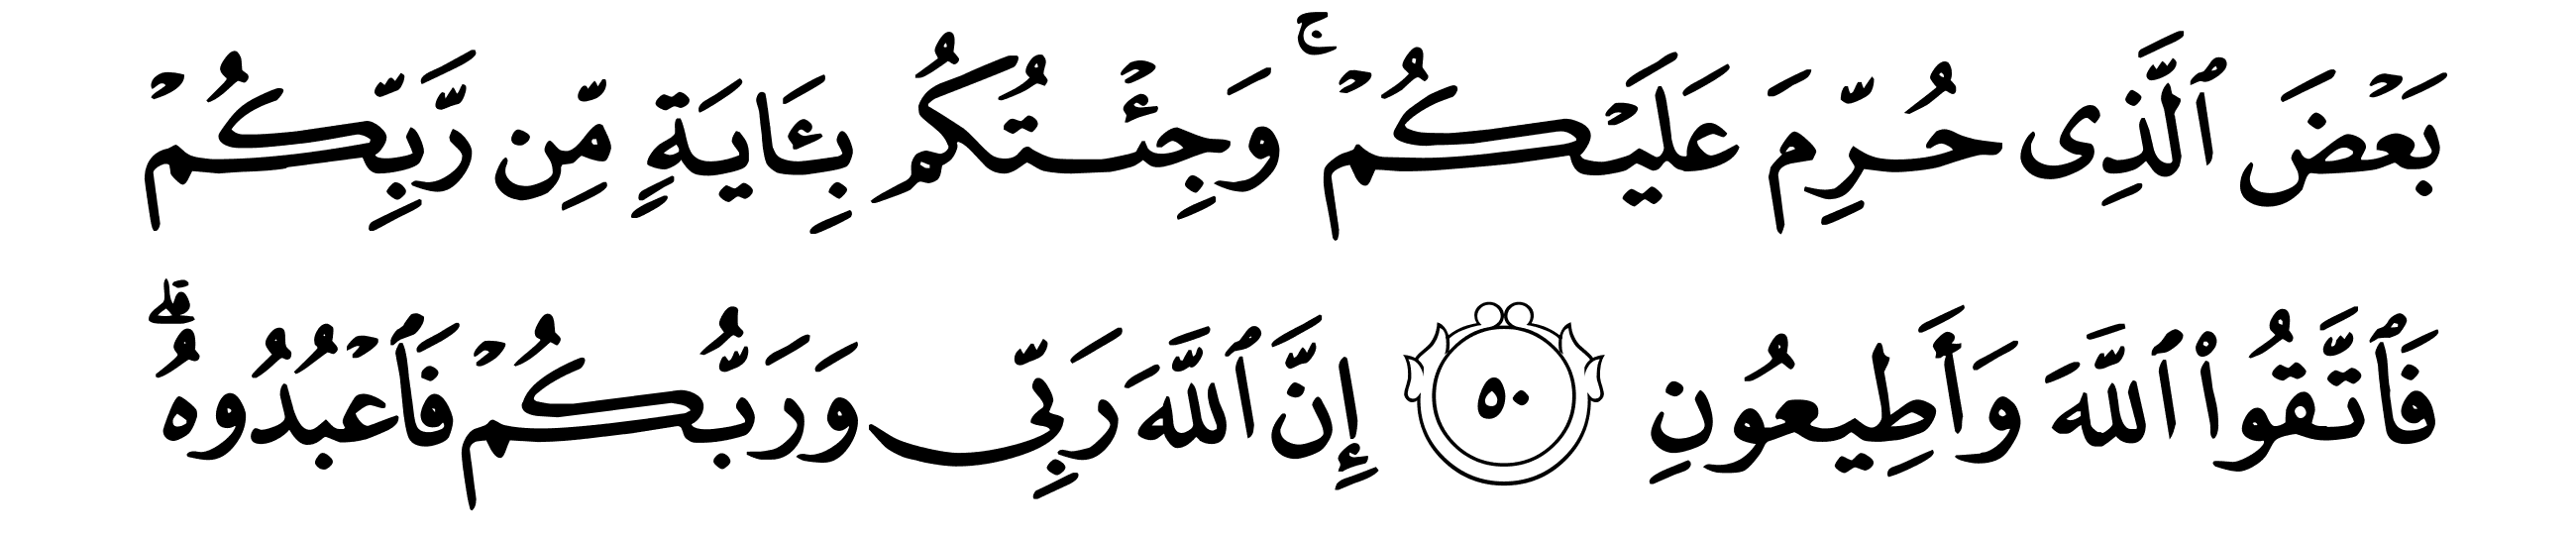 بَعْضَ ٱلَّذِى حُرِّمَ عَلَيْكُمْ ۚ وَجِئْتُكُم بِـَٔايَةٍ مِّن رَّبِّكُمْ
فَٱتَّقُوا۟ ٱللَّهَ وَأَطِيعُونِ ٥٠ إِنَّ ٱللَّهَ رَبِّى وَرَبُّكُمْ فَٱعْبُدُوهُ ۗ